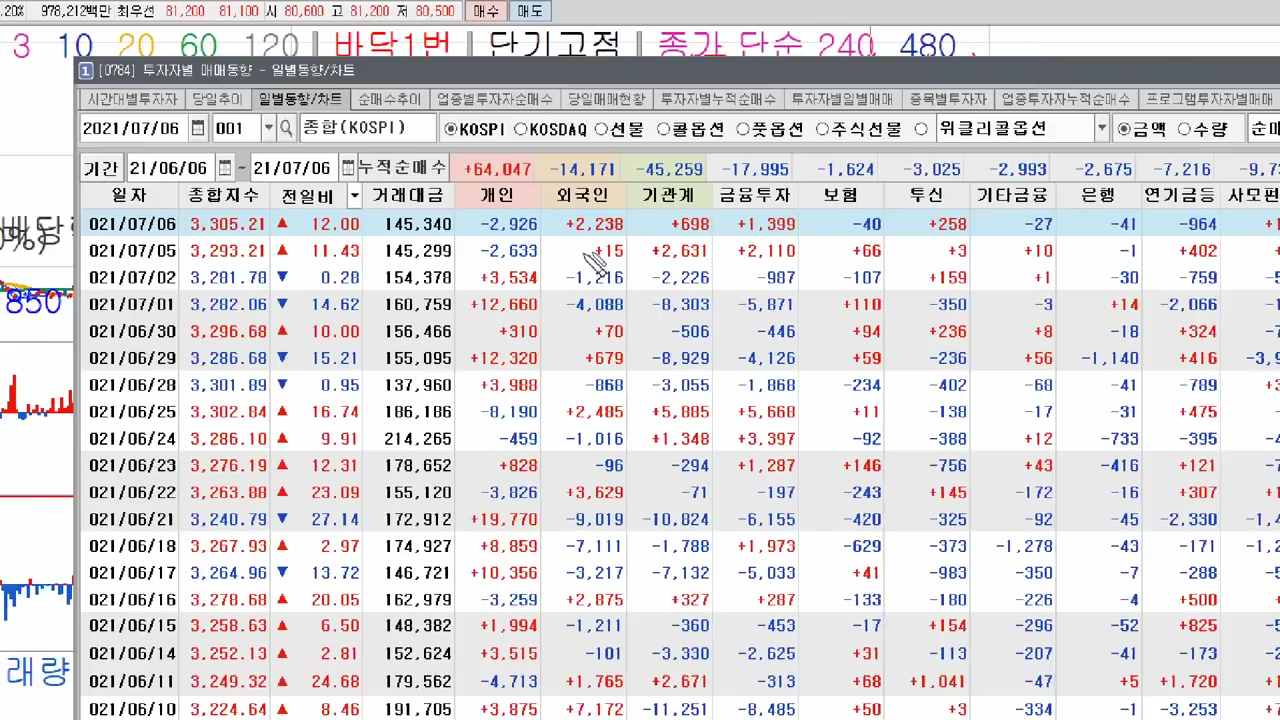 .20% 978,212백만 최우선 81,200 81,100 시 80,600 고 81,200 저 80,500 매수 매도
3 10 20 60 120 바닥1번 단기고점 종가 단순 240 480
1 [0784] 투자자별 매매동향 - 일별동향/차트
시간대별투자자 당일추이 일별동향/차트 순매수추이 업종별투자자순매수 당일매매현황 투자자별누적순매수 투자자별일별매매 종목별투자자 업종투자자누적순매수 프로그램투자자별매매
2021/07/06 001 종합(KOSPI) KOSPI KOSDAQ 선물 콜옵션 풋옵션 주식선물 위클리콜옵션 금액 수량 순매
기간 21/06/06 ~ 21/07/06 누적순매수 +64,047 -14,171 -45,259 -17,995 -1,624 -3,025 -2,993 -2,675 -7,216
일자 종합지수 전일비 거래대금 개인 외국인 기관계 금융투자 보험 투신 기타금융 은행 연기금등 사모펀
021/07/06 3,305.21 ▲ 12.00 145,340 -2,926 +2,238 +698 +1,399 -40 +258 -27 -41 -964
021/07/05 3,293.21 ▲ 11.43 145,299 -2,633 +15 +2,631 +2,110 +66 +3 +10 -1 +402
021/07/02 3,281.78 ▼ 0.28 154,378 +3,534 -1,216 -2,226 -987 -107 +159 +1 -30 -759
021/07/01 3,282.06 ▼ 14.62 160,759 +12,660 -4,088 -8,303 -5,871 +110 -350 -3 +14 -2,066
021/06/30 3,296.68 ▲ 10.00 156,466 +310 +70 -506 -446 +94 +236 +8 -18 +324
021/06/29 3,286.68 ▼ 15.21 155,095 +12,320 +679 -8,929 -4,126 +59 -236 +56 -1,140 +416
021/06/28 3,301.89 ▼ 0.95 137,960 +3,988 -868 -3,055 -1,868 -234 -402 -68 -41 -789
021/06/25 3,302.84 ▲ 16.74 186,186 -8,190 +2,485 +5,885 +5,668 +11 -138 -17 -31 +475
021/06/24 3,286.10 ▲ 9.91 214,265 -459 -1,016 +1,348 +3,397 -92 -388 +12 -733 -395
021/06/23 3,276.19 ▲ 12.31 178,652 +828 -96 -294 +1,287 +146 -756 +43 -416 +121
021/06/22 3,263.88 ▲ 23.09 155,120 -3,826 +3,629 -71 -197 -243 +145 -172 -16 +307
021/06/21 3,240.79 ▼ 27.14 172,912 +19,770 -9,019 -10,824 -6,155 -420 -325 -92 -45 -2,330
850
021/06/18 3,267.93 ▲ 2.97 174,927 +8,859 -7,111 -1,788 +1,973 -629 -373 -1,278 -43 -171
021/06/17 3,264.96 ▼ 13.72 146,721 +10,356 -3,217 -7,132 -5,033 +41 -983 -350 -7 -288
021/06/16 3,278.68 ▲ 20.05 162,979 -3,259 +2,875 +327 +287 -133 -180 -226 -4 +500
021/06/15 3,258.63 ▲ 6.50 148,382 +1,994 -1,211 -360 -453 -17 +154 -296 -52 +825
021/06/14 3,252.13 ▲ 2.81 152,624 +3,515 -101 -3,330 -2,625 +31 -113 -207 -41 -173
021/06/11 3,249.32 ▲ 24.68 179,562 -4,713 +1,765 +2,671 -313 +68 +1,041 -47 +5 +1,720
021/06/10 3,224.64 ▲ 8.46 191,705 +3,875 +7,172 -11,251 -8,485 +50 +3 -334 -1 -3,253
래량